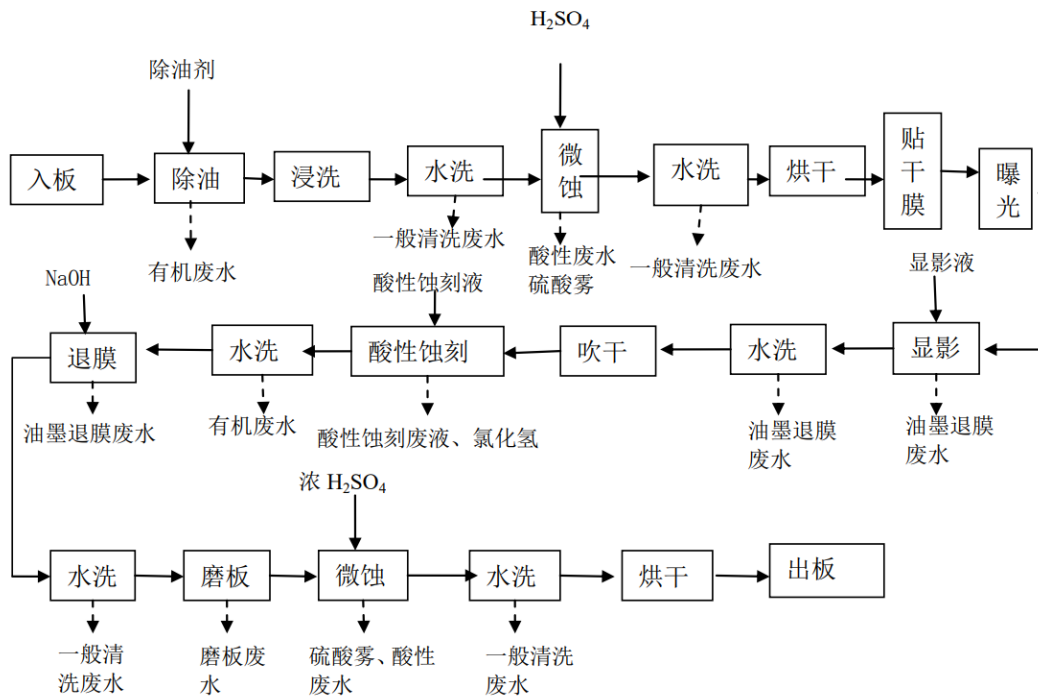 H₂SO₄
除油剂
入板
除油
浸洗
水洗
微
蚀
水洗
烘干
贴
干
膜
曝
光
有机废水
一般清洗废水
酸性废水
硫酸雾
一般清洗废水
NaOH
酸性蚀刻液
显影液
退膜
水洗
酸性蚀刻
吹干
水洗
显影
油墨退膜废水
有机废水
酸性蚀刻废液、氯化氢
油墨退膜
废水
油墨退膜
废水
浓 H₂SO₄
水洗
磨板
微蚀
水洗
烘干
出板
一般清
洗废水
磨板废
水
硫酸雾、酸性
废水
一般清洗
废水